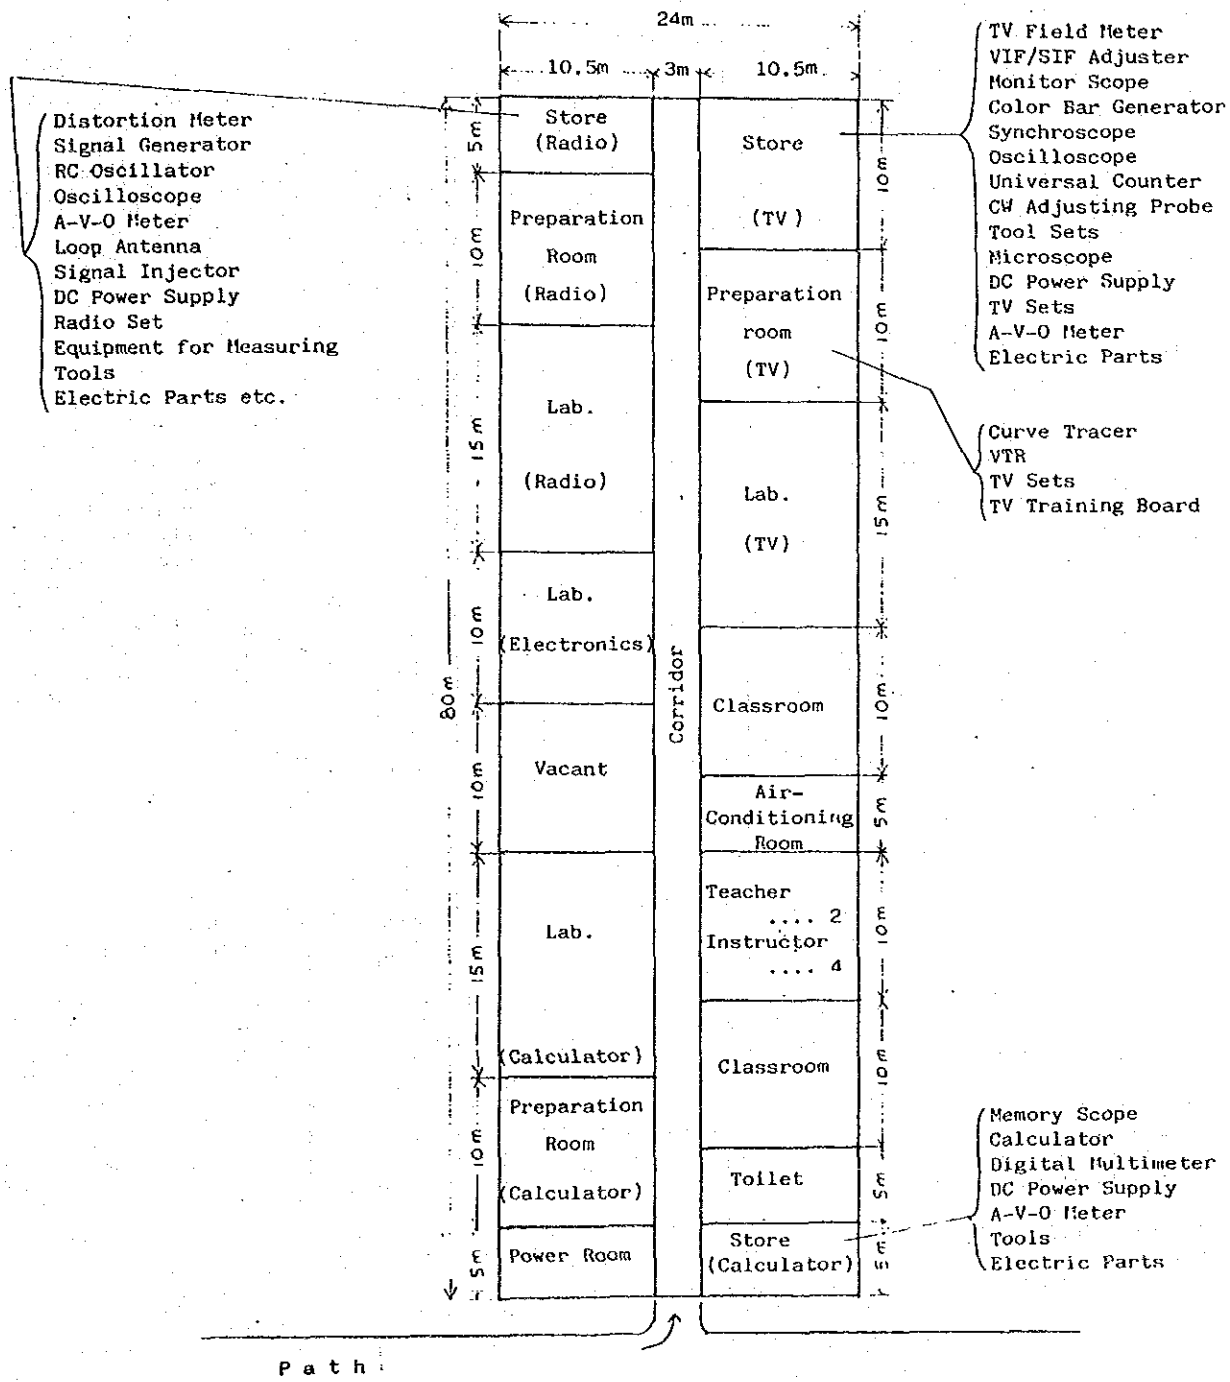 24m
10.5m
3m
10.5m
Distortion Meter
Signal Generator
RC Oscillator
Oscilloscope
A-V-O Meter
Loop Antenna
Signal Injector
DC Power Supply
Radio Set
Equipment for Measuring
Tools
Electric Parts etc.
80m
5m
10m
15m
10m
10m
15m
10m
5m
Store
(Radio)
Preparation
Room
(Radio)
Lab.
(Radio)
Lab.
(Electronics)
Vacant
Lab.
(Calculator)
Preparation
Room
(Calculator)
Power Room
Corridor
Store
(TV)
Preparation
room
(TV)
Lab.
(TV)
Classroom
Air-
Conditioning
Room
Teacher
.... 2
Instructor
.... 4
Classroom
Toilet
Store
(Calculator)
10m
10m
15m
10m
5m
10m
10m
5m
5m
TV Field Meter
VIF/SIF Adjuster
Monitor Scope
Color Bar Generator
Synchroscope
Oscilloscope
Universal Counter
CW Adjusting Probe
Tool Sets
Microscope
DC Power Supply
TV Sets
A-V-O Meter
Electric Parts
Curve Tracer
VTR
TV Sets
TV Training Board
Memory Scope
Calculator
Digital Multimeter
DC Power Supply
A-V-O Meter
Tools
Electric Parts
Path